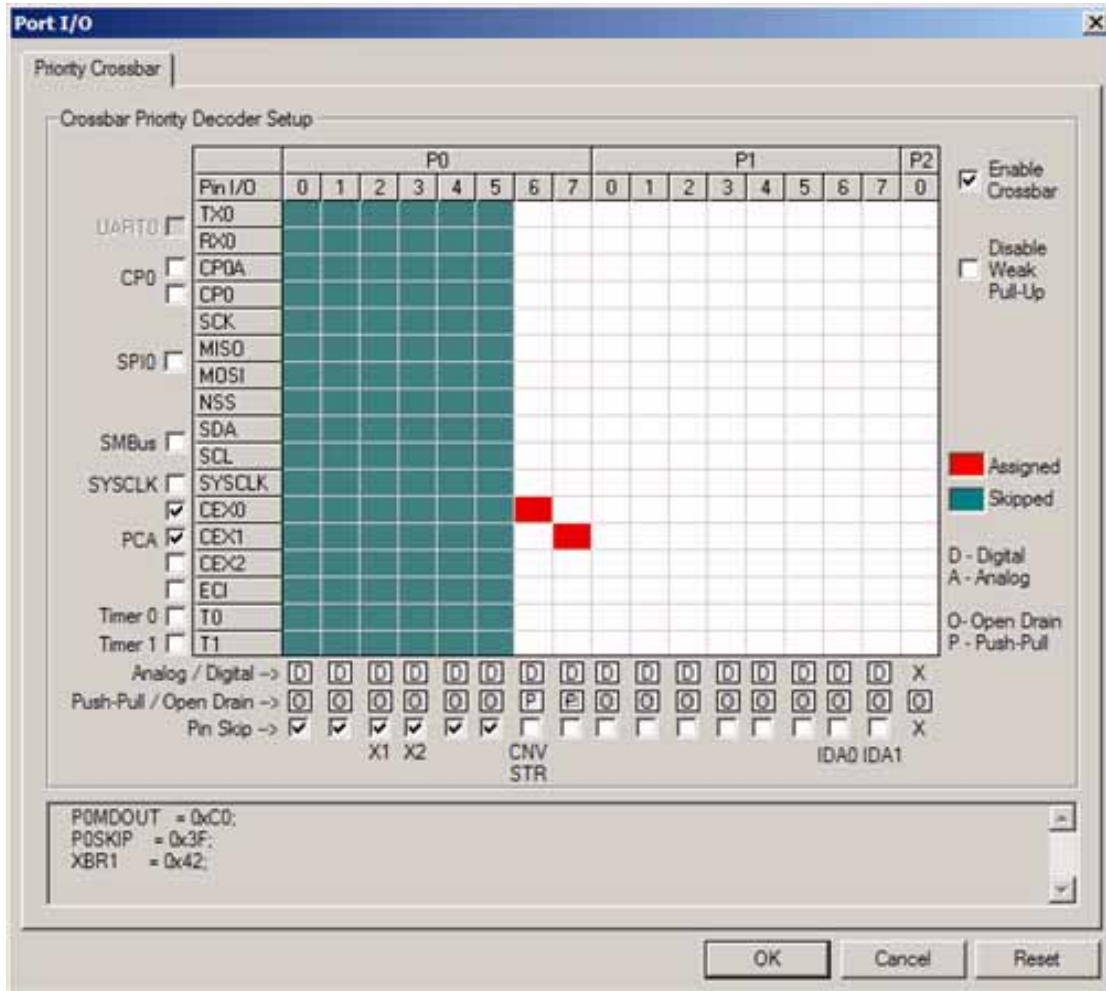 Port I/O
Priority Crossbar
Crossbar Priority Decoder Setup
P0 P1 P2
Pin I/O 0 1 2 3 4 5 6 7 0 1 2 3 4 5 6 7 0
Enable
Crossbar
UART0 TX0
RX0
Disable
Weak
Pull-Up
CP0 CP0A
CP0
SCK
SPI0 MISO
MOSI
NSS
SMBus SDA
SCL
Assigned
SYSCLK SYSCLK
Skipped
CEX0
PCA CEX1
CEX2
ECI
D - Digital
A - Analog
Timer 0 T0
Timer 1 T1
O- Open Drain
P - Push-Pull
Analog / Digital --> D D D D D D D D D D D D D D D D X
Push-Pull / Open Drain --> O O O O O O P P O O O O O O O O O
Pin Skip --> X
X1 X2 CNV STR IDA0 IDA1
P0MDOUT = 0xC0;
P0SKIP = 0x3F;
XBR1 = 0x42;
OK Cancel Reset